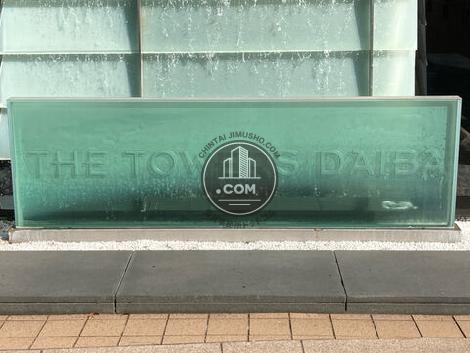 THE TOWERS DAIBA
CHINTAI JIMUSHO.COM
.COM